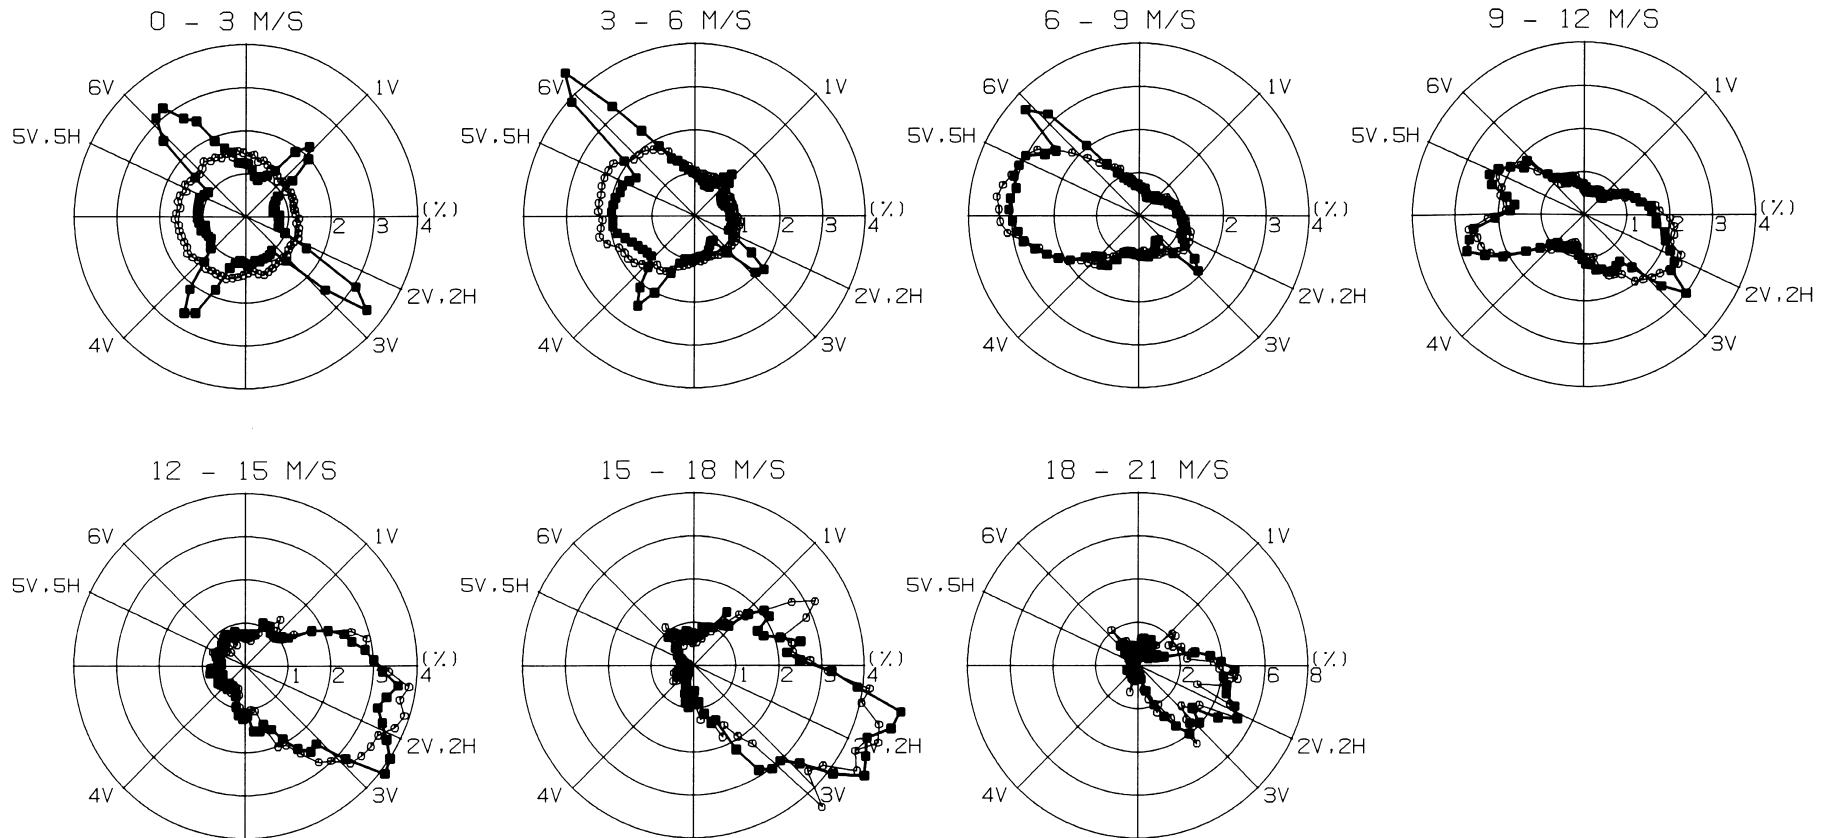 0 - 3 M/S
6V
1V
5V,5H
(%)
2 3 4
2V,2H
4V
3V
3 - 6 M/S
6V
1V
5V,5H
(%)
2 3 4
2V,2H
4V
3V
6 - 9 M/S
6V
1V
5V,5H
(%)
2 3 4
2V,2H
4V
3V
9 - 12 M/S
6V
1V
5V,5H
(%)
1 2 3 4
2V,2H
4V
3V
12 - 15 M/S
6V
1V
5V,5H
(%)
1 2 3 4
2V,2H
4V
3V
15 - 18 M/S
6V
1V
5V,5H
(%)
1 2 3 4
2V,2H
4V
3V
18 - 21 M/S
6V
1V
5V,5H
(%)
2 4 6 8
2V,2H
4V
3V